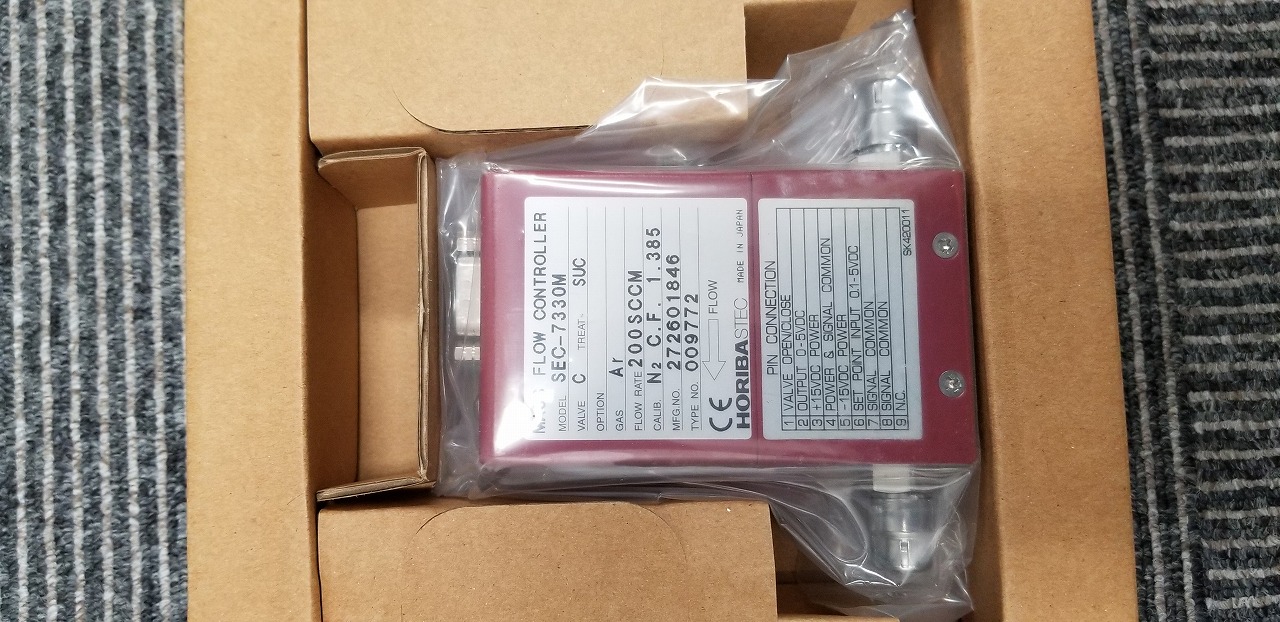 FLOW CONTROLLER
MODEL SEC-7330M
VALVE C TREAT SUC
OPTION
GAS Ar
FLOW RATE 200SCCM
CALIB. N2 C.F. 1.385
MFG NO. 272601846
TYPE NO. 009772
CE FLOW
HORIBASTEC MADE IN JAPAN
PIN CONNECTION
1 VALVE OPEN/CLOSE
2 OUTPUT 0-5VDC
3 +15VDC POWER
4 POWER & SIGNAL COMMON
5 -15VDC POWER
6 SET POINT INPUT 0.1-5VDC
7 SIGNAL COMMON
8 SIGNAL COMMON
9 N.C.
SK420011